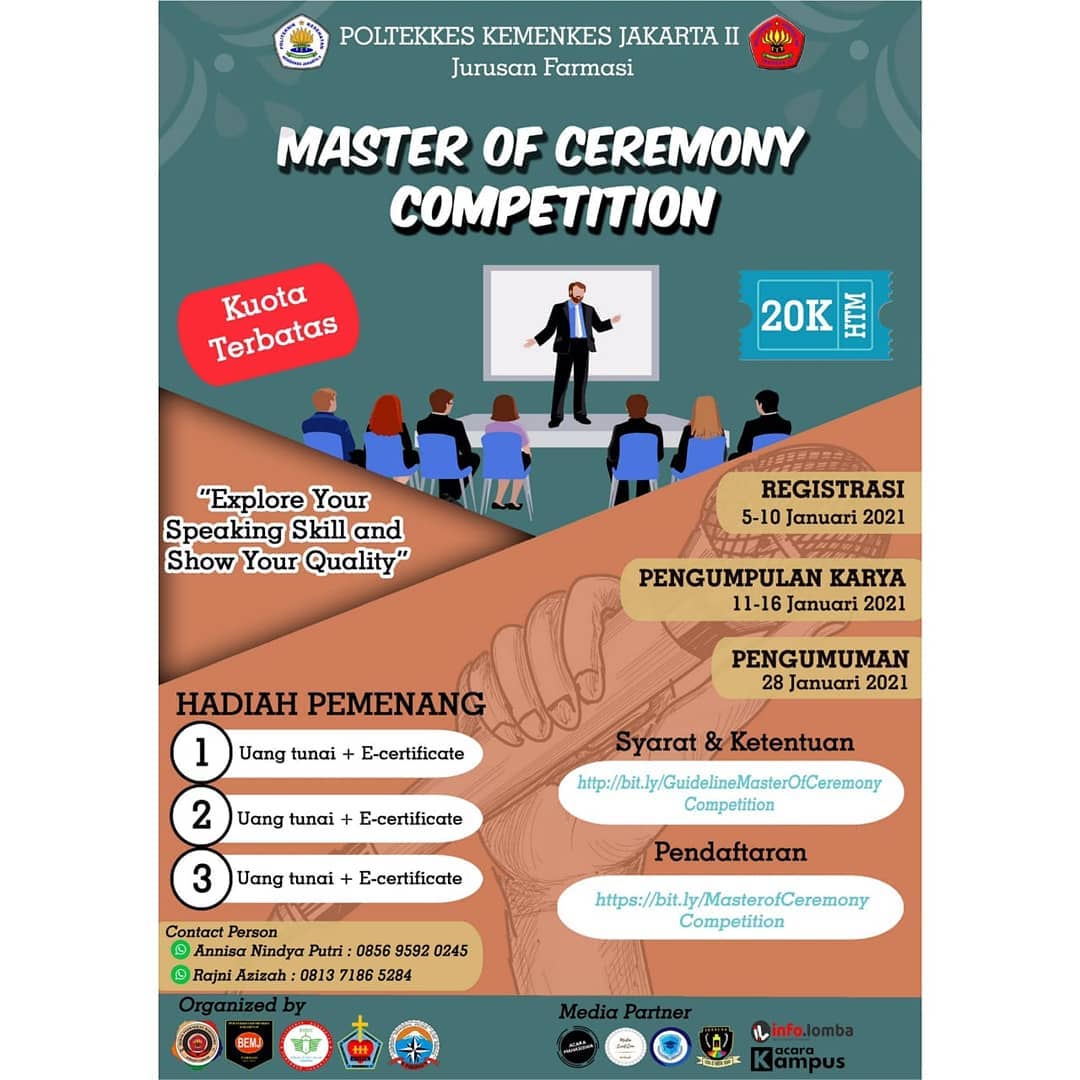 POLTEKKES KEMENKES JAKARTA II
Jurusan Farmasi
MASTER OF CEREMONY
COMPETITION
Kuota
Terbatas
20K
HTM
"Explore Your
Speaking Skill and
Show Your Quality"
REGISTRASI
5-10 Januari 2021
PENGUMPULAN KARYA
11-16 Januari 2021
PENGUMUMAN
28 Januari 2021
HADIAH PEMENANG
1 Uang tunai + E-certificate
2 Uang tunai + E-certificate
3 Uang tunai + E-certificate
Syarat & Ketentuan
http://bit.ly/GuidelineMasterOfCeremony
Competition
Pendaftaran
https://bit.ly/MasterofCeremony
Competition
Contact Person
Annisa Nindya Putri : 0856 9592 0245
Rajni Azizah : 0813 7186 5284
Organized by
BEMJ
Media Partner
ACARA
MAHASISWA
info.lomba
acara
Kampus